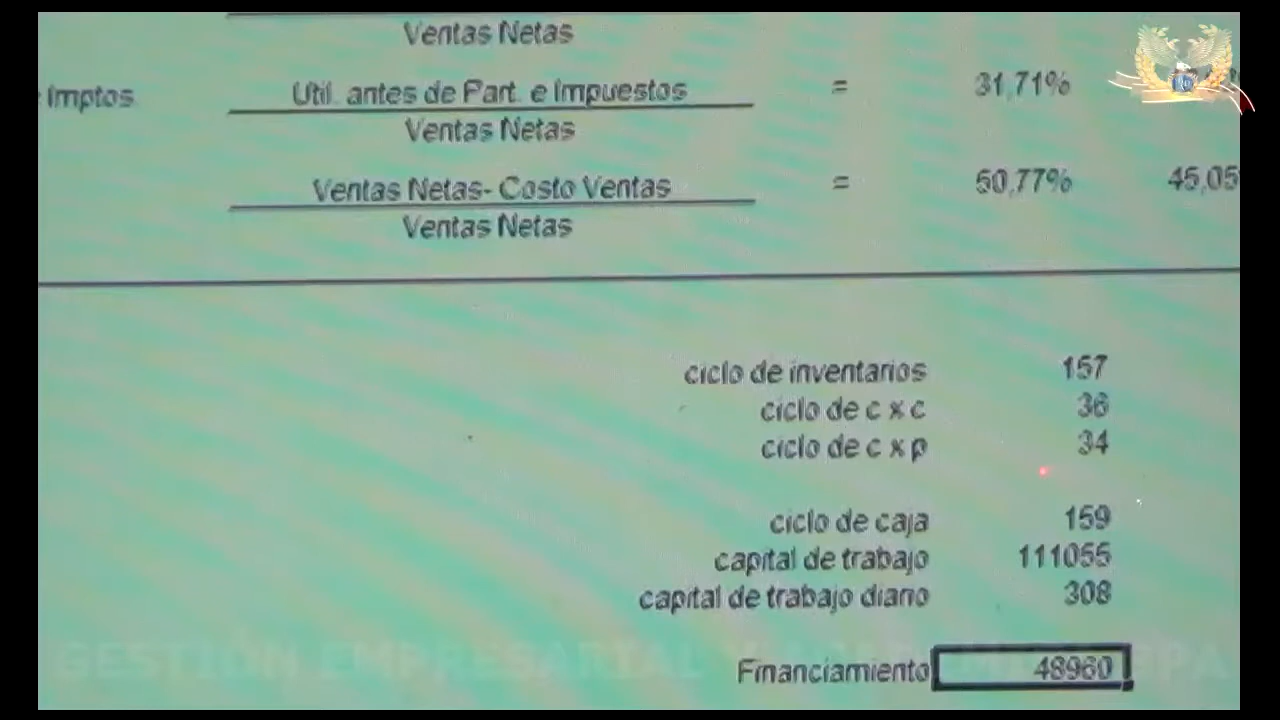 Ventas Netas
Imptos Util. antes de Part. e Impuestos = 31,71%
Ventas Netas
Ventas Netas- Costo Ventas = 50,77% 45,05
Ventas Netas
ciclo de inventarios 157
ciclo de c x c 36
ciclo de c x p 34
ciclo de caja 159
capital de trabajo 111055
capital de trabajo diario 308
Financiamiento 48960
GESTIÓN EMPRESARIAL